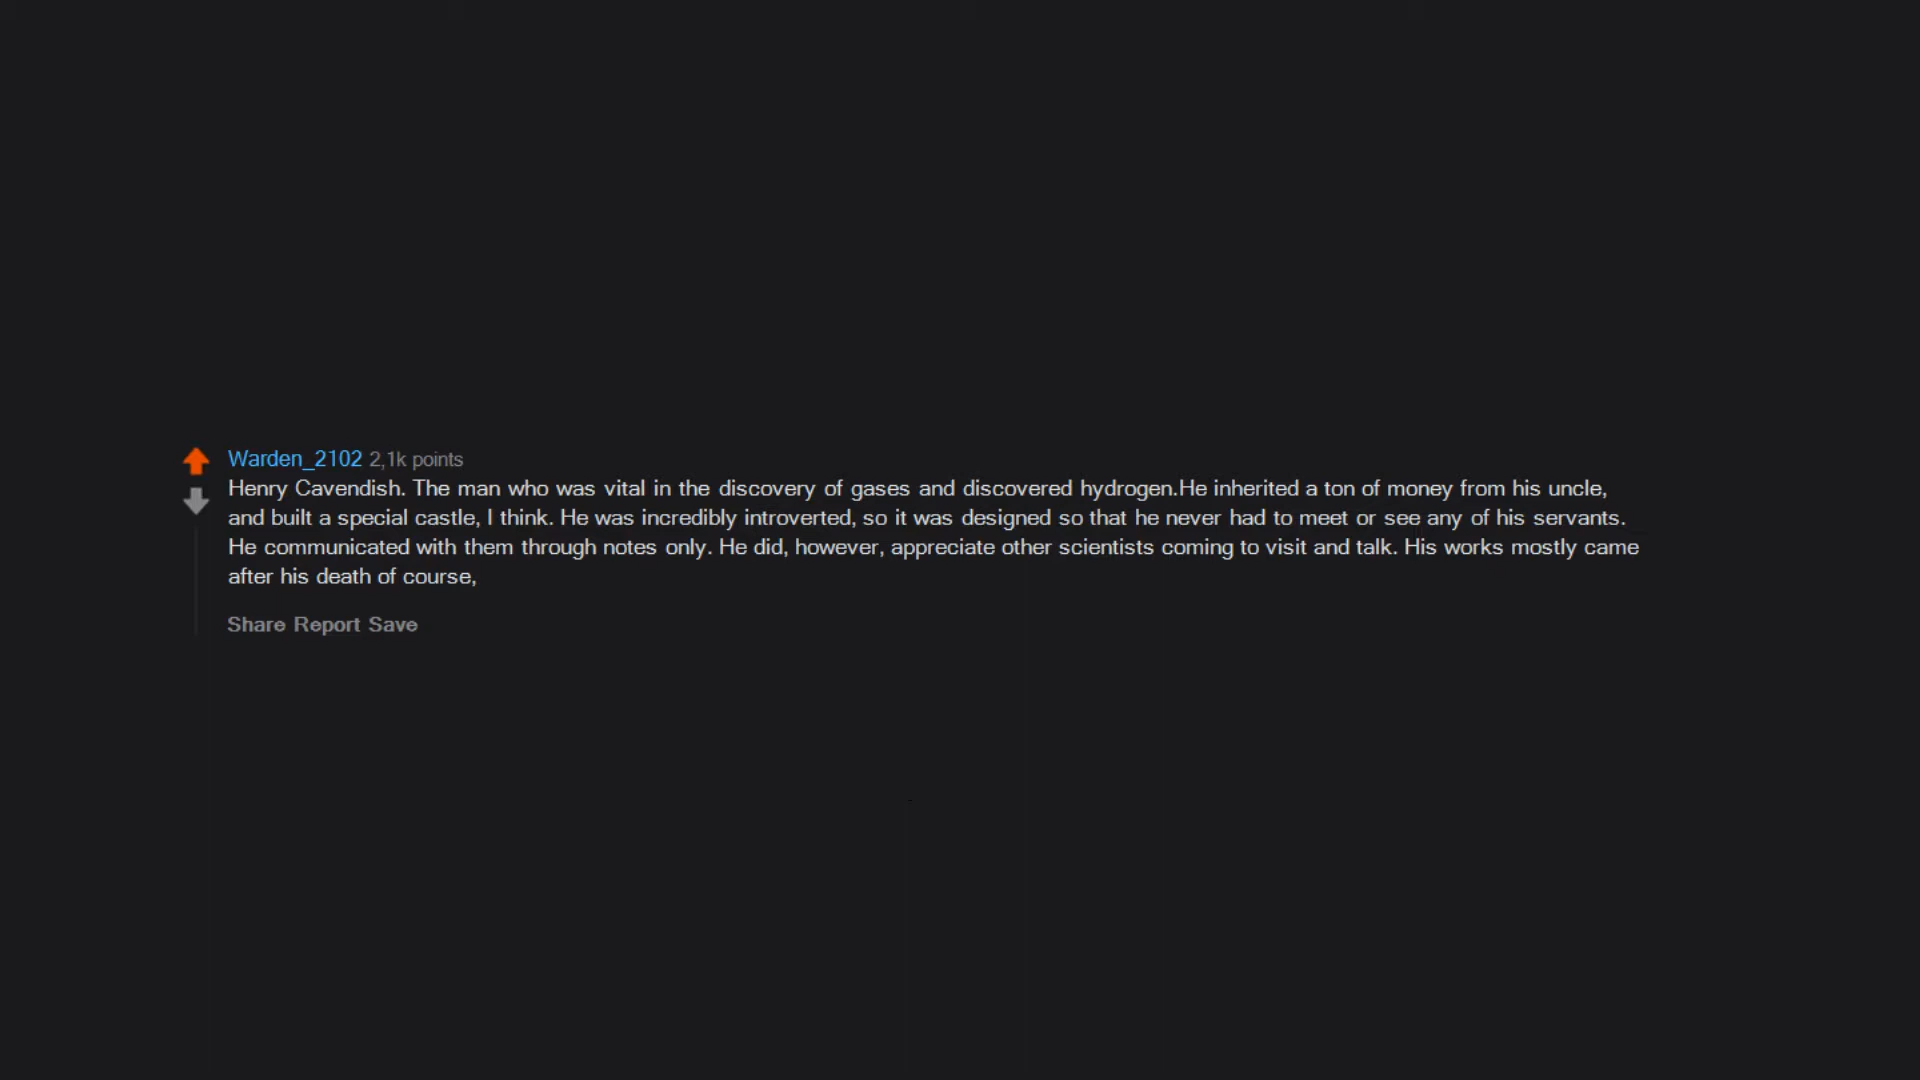 Warden_2102 2,1k points
Henry Cavendish. The man who was vital in the discovery of gases and discovered hydrogen.He inherited a ton of money from his uncle,
and built a special castle, I think. He was incredibly introverted, so it was designed so that he never had to meet or see any of his servants.
He communicated with them through notes only. He did, however, appreciate other scientists coming to visit and talk. His works mostly came
after his death of course,
Share Report Save